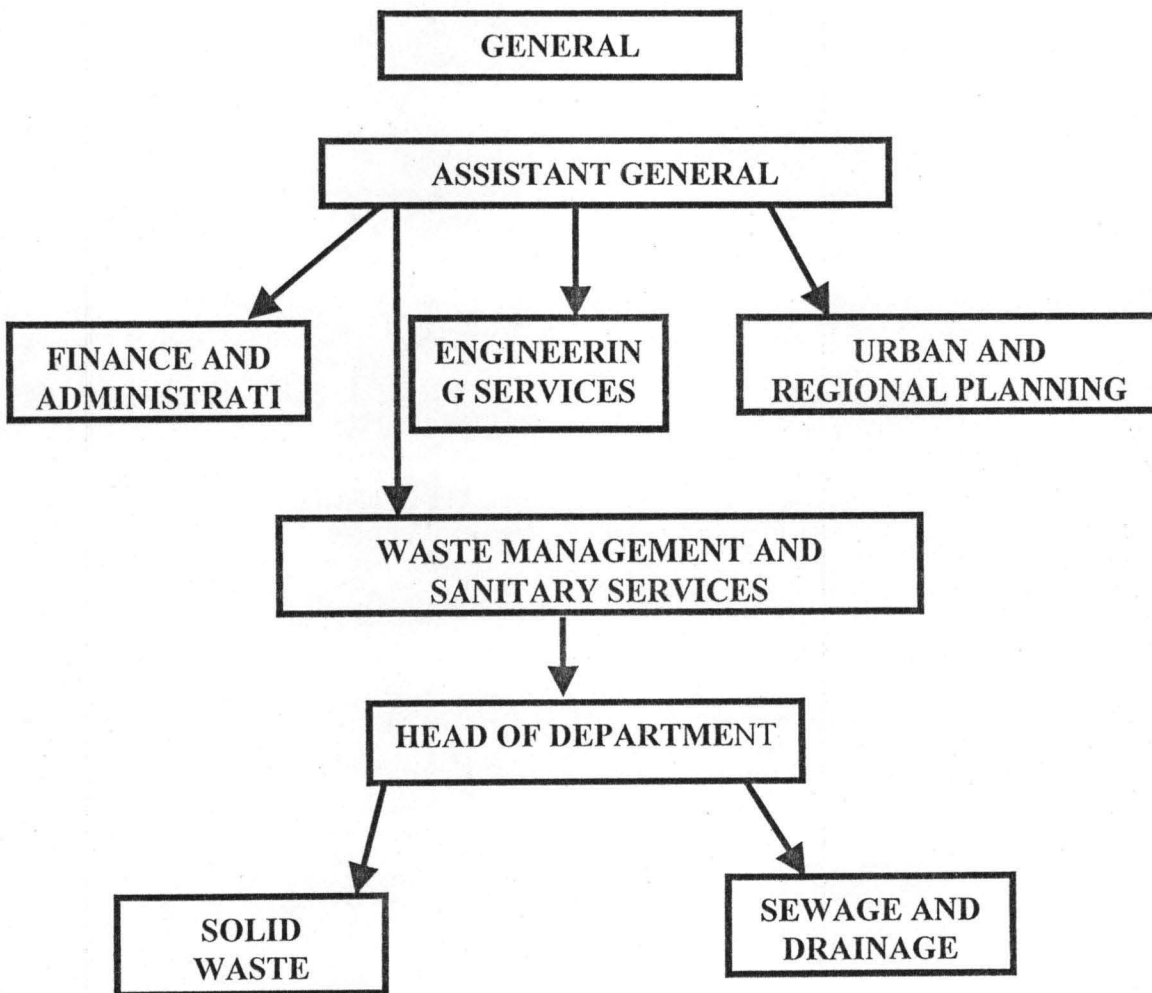 GENERAL
ASSISTANT GENERAL
FINANCE AND
ADMINISTRATI
ENGINEERIN
G SERVICES
URBAN AND
REGIONAL PLANNING
WASTE MANAGEMENT AND
SANITARY SERVICES
HEAD OF DEPARTMENT
SOLID
WASTE
SEWAGE AND
DRAINAGE